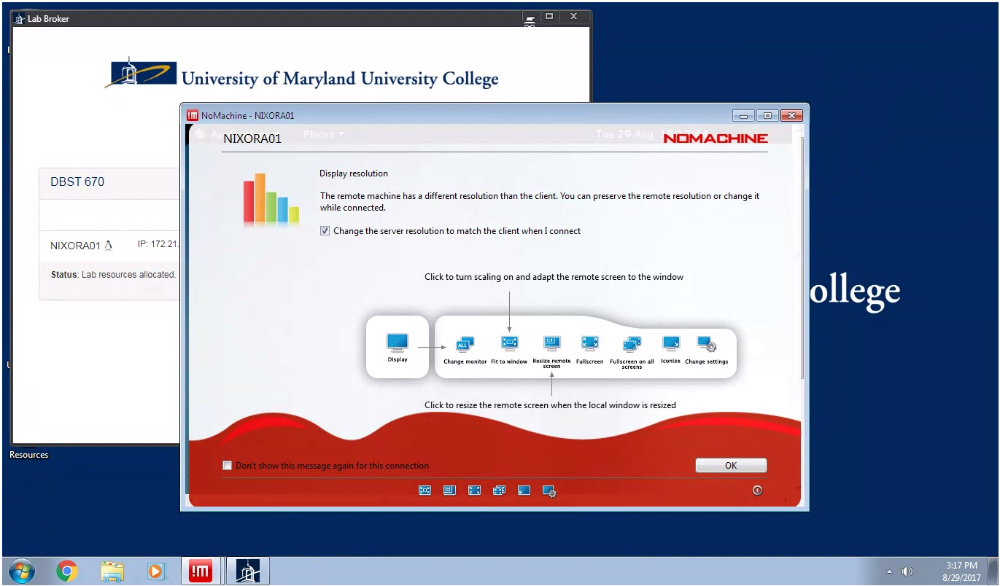 Lab Broker
University of Maryland University College
NoMachine - NIXORA01
Places
Tue 29 Aug,
NIXORA01
NOMACHINE
DBST 670
NIXORA01
IP: 172.21.
Status: Lab resources allocated.
Display resolution
The remote machine has a different resolution than the client. You can preserve the remote resolution or change it
while connected.
Change the server resolution to match the client when I connect
Click to turn scaling on and adapt the remote screen to the window
ALL
1:1
Display
Change monitor
Fit to window
Resize remote
screen
Fullscreen
Fullscreen on all
screens
Iconize
Change settings
Click to resize the remote screen when the local window is resized
ollege
Don't show this message again for this connection
OK
Resources
!M
3:17 PM
8/29/2017